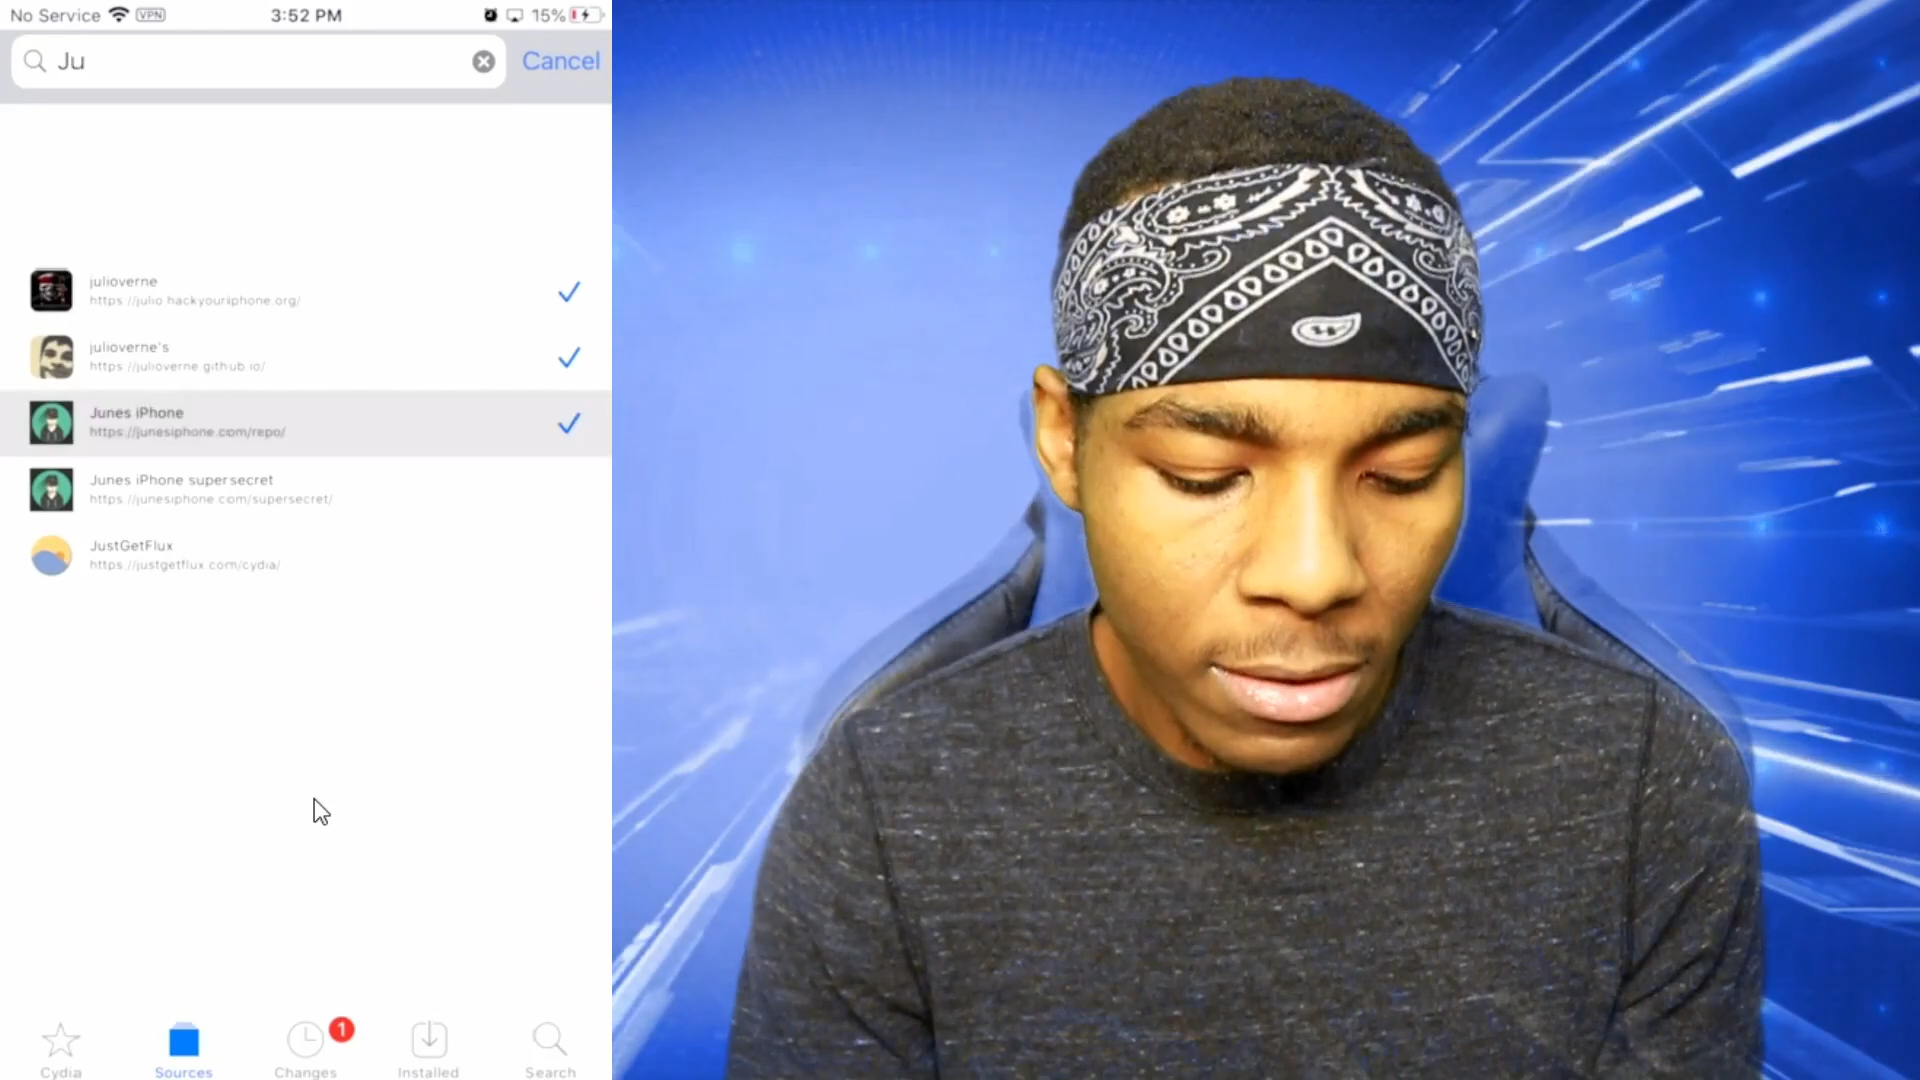 No Service VPN 3:52 PM 15%
Ju Cancel
julioverne
https://julio.hackyouriphone.org/
julioverne's
https://julioverne.github.io/
Junes iPhone
https://junesiphone.com/repo/
Junes iPhone supersecret
https://junesiphone.com/supersecret/
JustGetFlux
https://justgetflux.com/cydia/
1
Cydia Sources Changes Installed Search